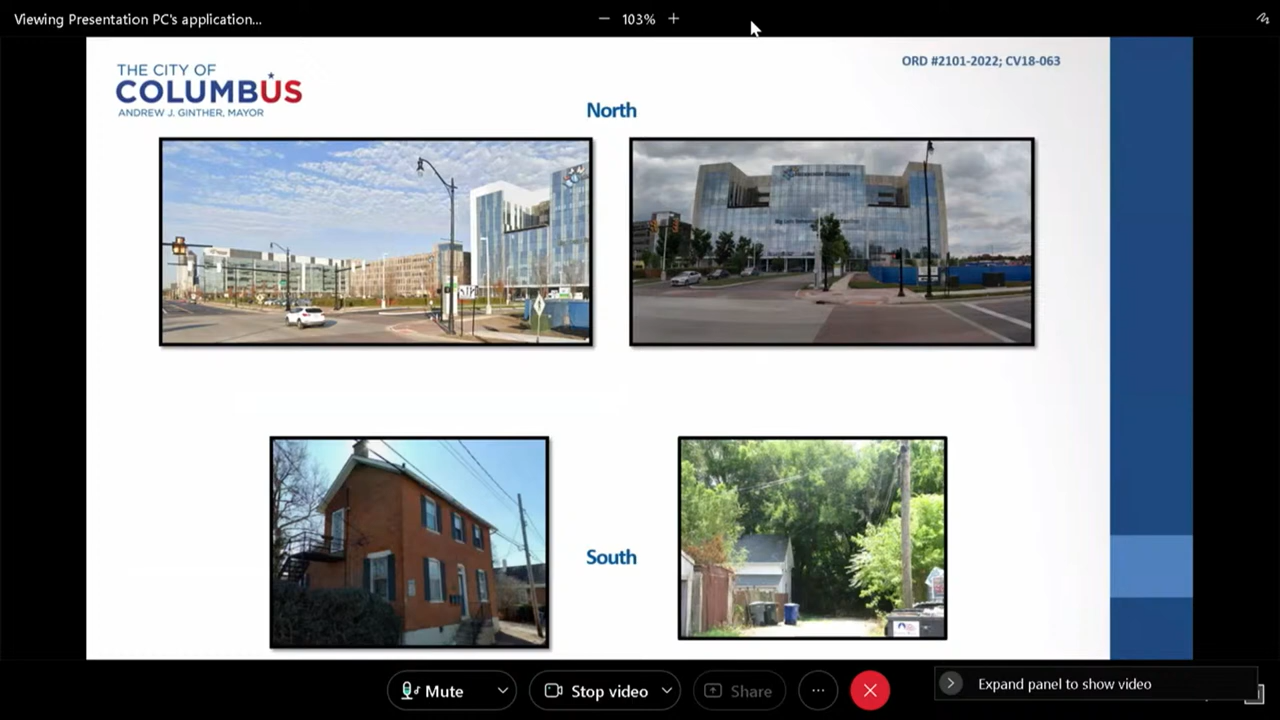 Viewing Presentation PC's application...
103%
ORD #2101-2022; CV18-063
THE CITY OF
COLUMBUS
ANDREW J. GINTHER, MAYOR
North
South
Mute
Stop video
Share
Expand panel to show video